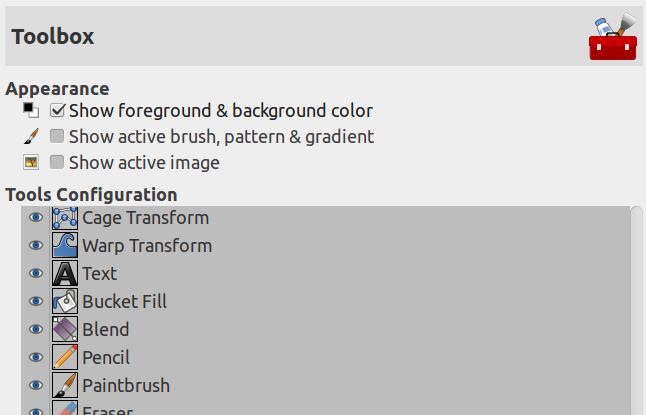 Toolbox
Appearance
Show foreground & background color
Show active brush, pattern & gradient
Show active image
Tools Configuration
Cage Transform
Warp Transform
Text
Bucket Fill
Blend
Pencil
Paintbrush
Eraser